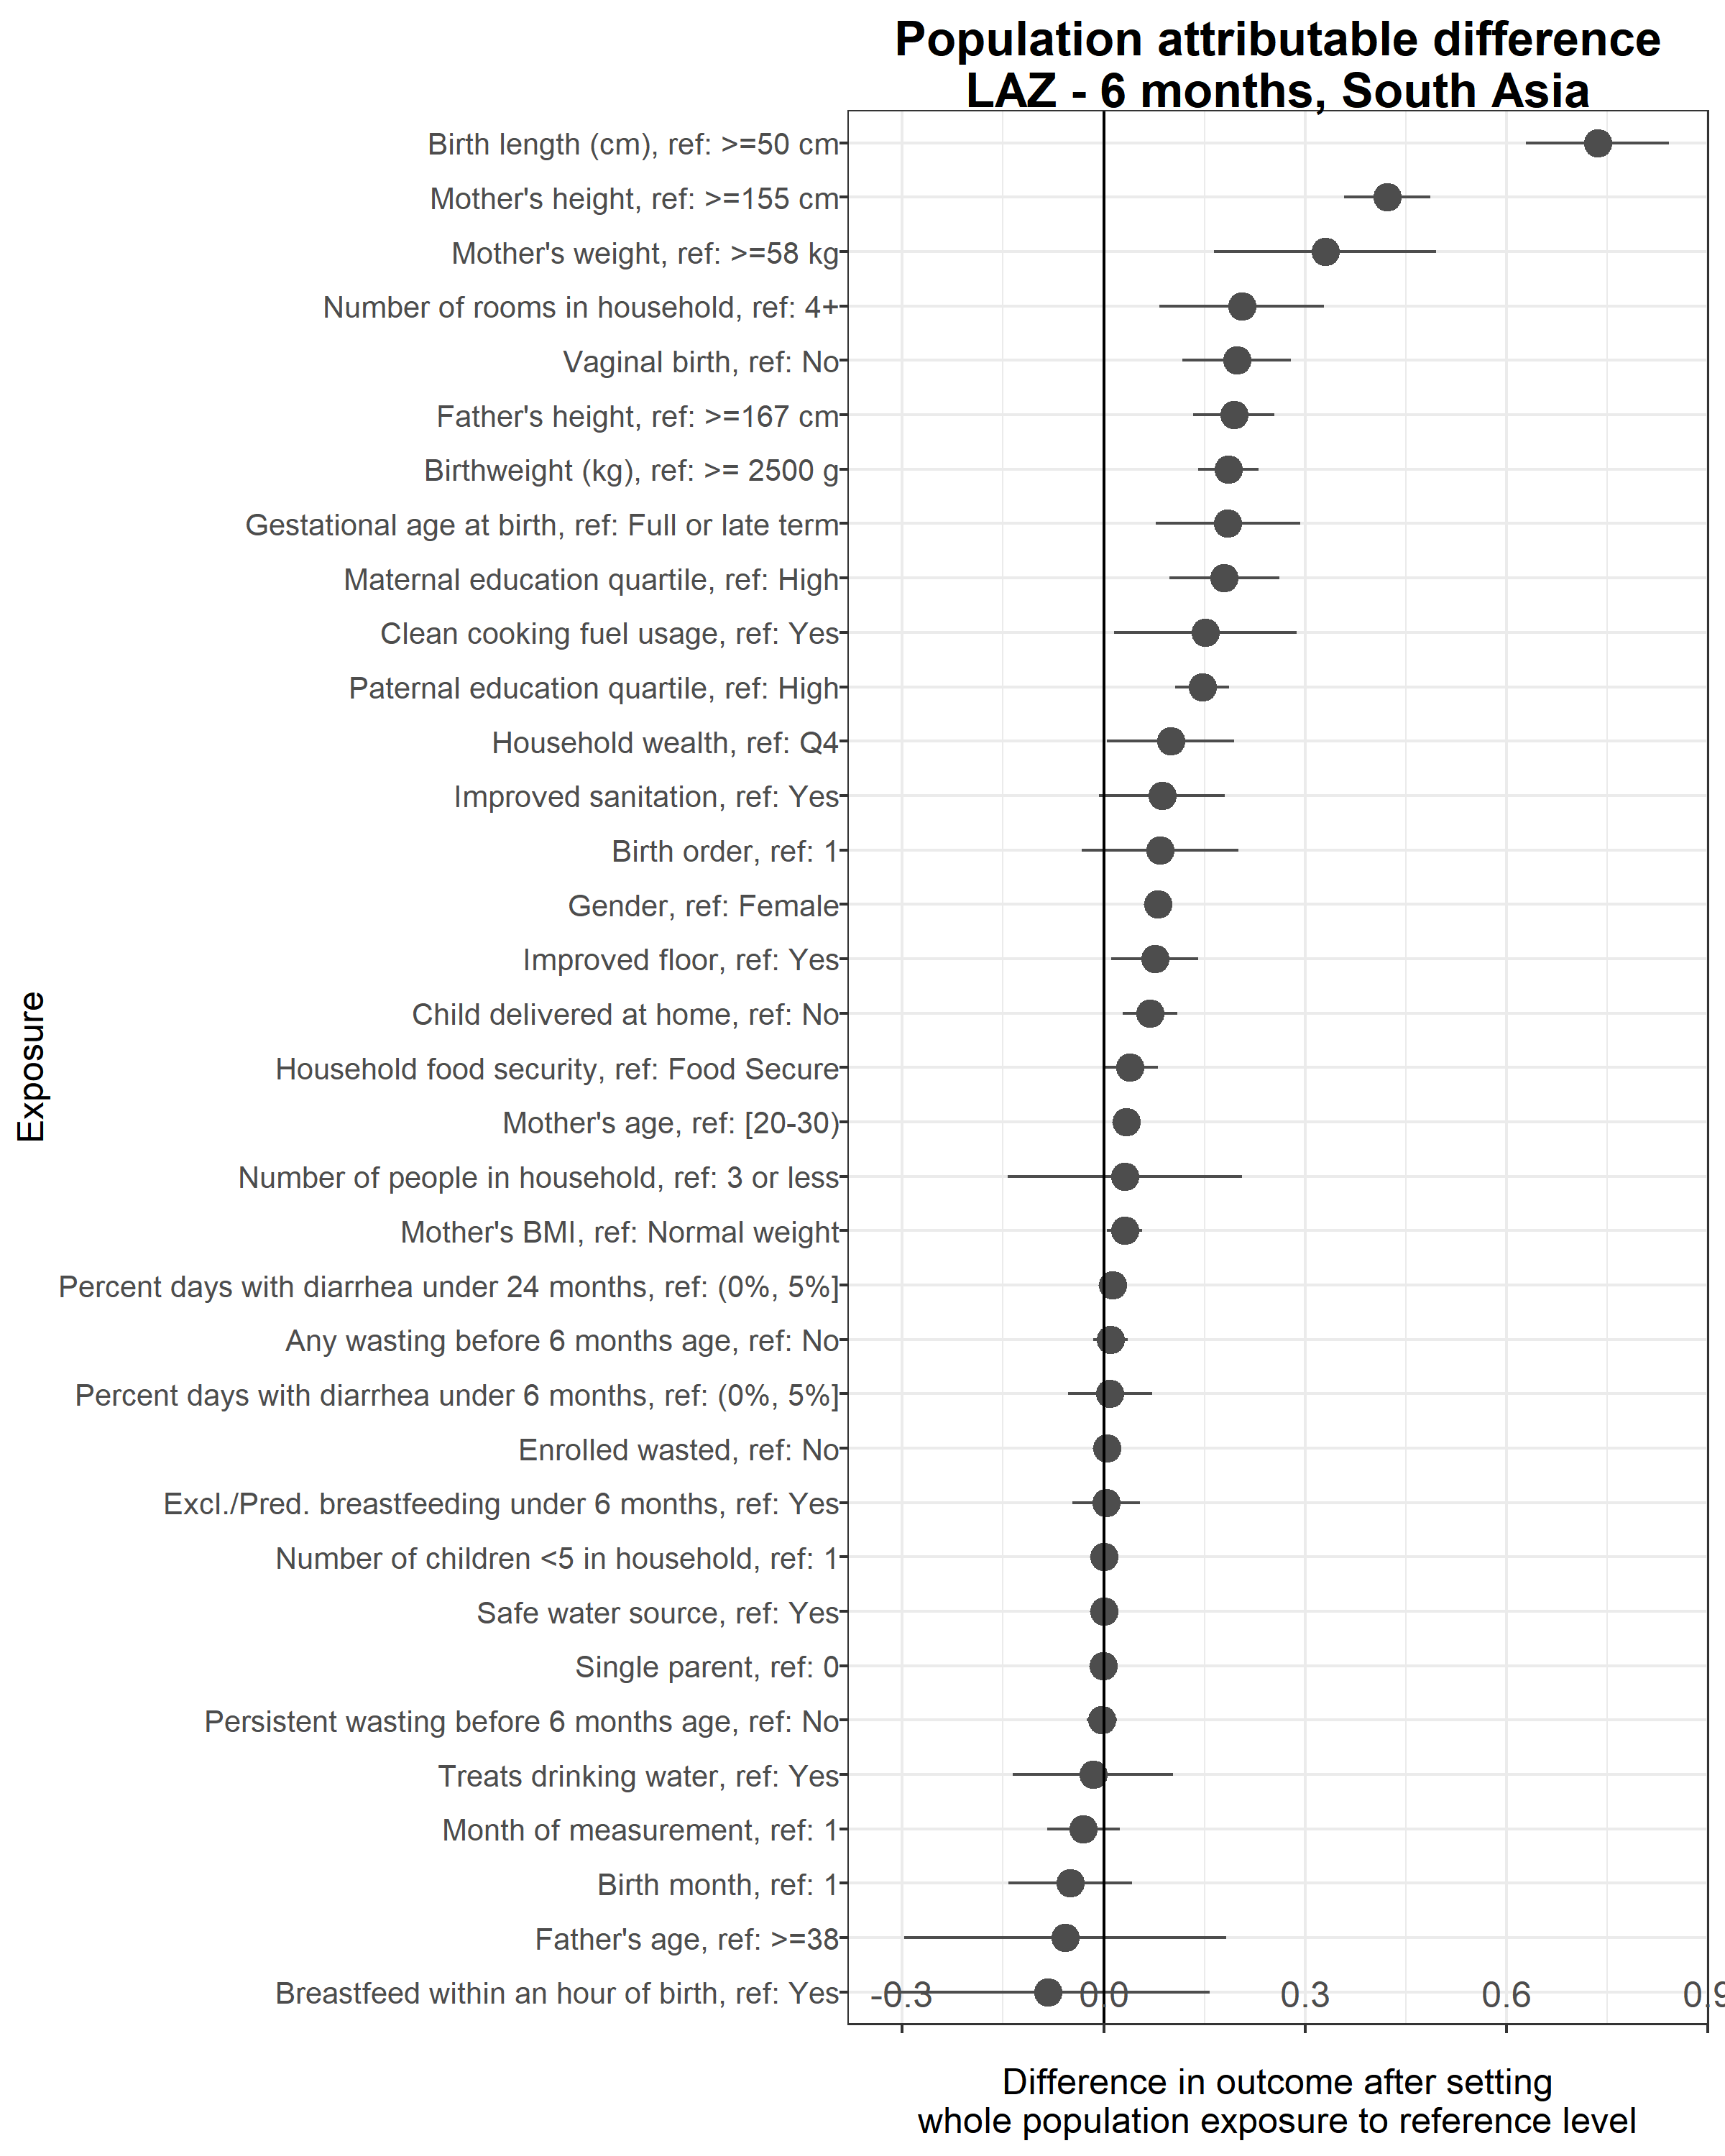 Population attributable difference
LAZ - 6 months, South Asia
Birth length (cm), ref: >=50 cm
Mother's height, ref: >=155 cm
Mother's weight, ref: >=58 kg
Number of rooms in household, ref: 4+
Vaginal birth, ref: No
Father's height, ref: >=167 cm
Birthweight (kg), ref: >= 2500 g
Gestational age at birth, ref: Full or late term
Maternal education quartile, ref: High
Clean cooking fuel usage, ref: Yes
Paternal education quartile, ref: High
Household wealth, ref: Q4
Improved sanitation, ref: Yes
Birth order, ref: 1
Gender, ref: Female
Improved floor, ref: Yes
Child delivered at home, ref: No
Household food security, ref: Food Secure
Mother's age, ref: [20-30)
Number of people in household, ref: 3 or less
Mother's BMI, ref: Normal weight
Percent days with diarrhea under 24 months, ref: (0%, 5%]
Any wasting before 6 months age, ref: No
Percent days with diarrhea under 6 months, ref: (0%, 5%]
Enrolled wasted, ref: No
Excl./Pred. breastfeeding under 6 months, ref: Yes
Number of children <5 in household, ref: 1
Safe water source, ref: Yes
Single parent, ref: 0
Persistent wasting before 6 months age, ref: No
Treats drinking water, ref: Yes
Month of measurement, ref: 1
Birth month, ref: 1
Father's age, ref: >=38
Breastfeed within an hour of birth, ref: Yes
Exposure
-0.3 0.0 0.3 0.6 0.9
Difference in outcome after setting
whole population exposure to reference level